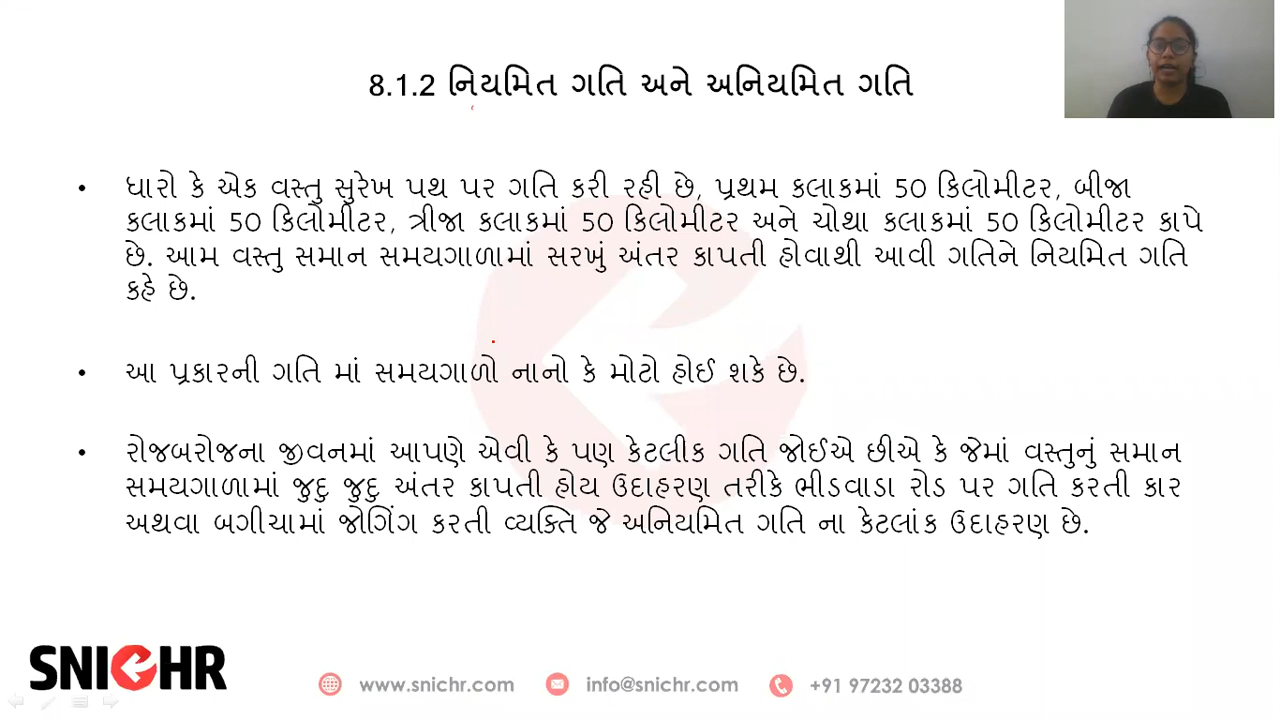 8.1.2 નિયમિત ગતિ અને અનિયમિત ગતિ
• ધારો કે એક વસ્તુ સુરેખ પથ પર ગતિ કરી રહી છે, પ્રથમ કલાકમાં 50 કિલોમીટર, બીજા
કલાકમાં 50 કિલોમીટર, ત્રીજા કલાકમાં 50 કિલોમીટર અને ચોથા કલાકમાં 50 કિલોમીટર કાપે
છે. આમ વસ્તુ સમાન સમયગાળામાં સરખું અંતર કાપતી હોવાથી આવી ગતિને નિયમિત ગતિ
કહે છે.
• આ પ્રકારની ગતિ માં સમયગાળો નાનો કે મોટો હોઈ શકે છે.
• રોજબરોજના જીવનમાં આપણે એવી કે પણ કેટલીક ગતિ જોઈએ છીએ કે જેમાં વસ્તુનું સમાન
સમયગાળામાં જુદુ જુદુ અંતર કાપતી હોય ઉદાહરણ તરીકે ભીડવાડા રોડ પર ગતિ કરતી કાર
અથવા બગીચામાં જોગિંગ કરતી વ્યક્તિ જે અનિયમિત ગતિ ના કેટલાંક ઉદાહરણ છે.
SNICHR
www.snichr.com info@snichr.com +91 97232 03388